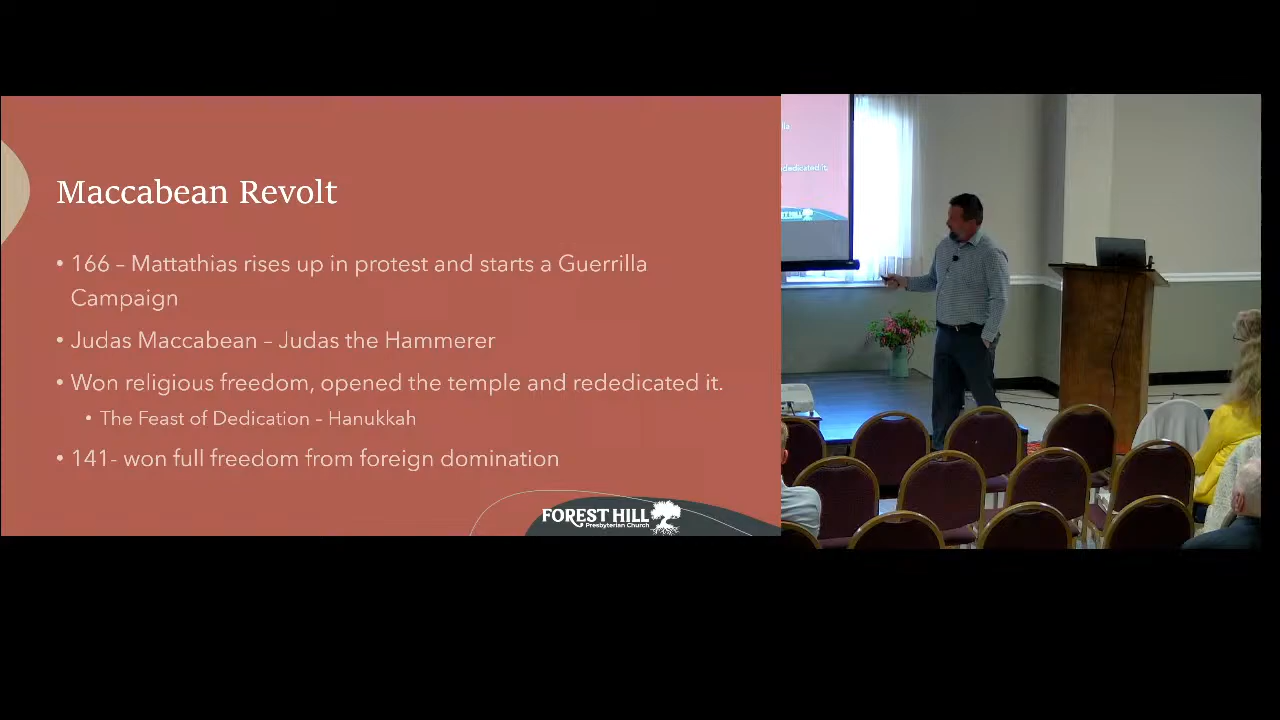 Maccabean Revolt
• 166 – Mattathias rises up in protest and starts a Guerrilla
Campaign
• Judas Maccabean – Judas the Hammerer
• Won religious freedom, opened the temple and rededicated it.
• The Feast of Dedication – Hanukkah
• 141- won full freedom from foreign domination
FOREST HILL
Presbyterian Church
dedicated it.